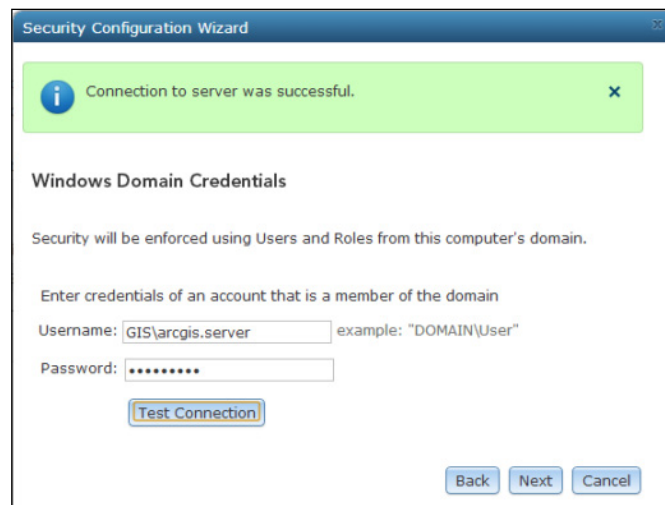 Security Configuration Wizard
Connection to server was successful.
Windows Domain Credentials
Security will be enforced using Users and Roles from this computer's domain.
Enter credentials of an account that is a member of the domain
Username: GIS\arcgis.server example: "DOMAIN\User"
Password: •••••••••
Test Connection
Back Next Cancel